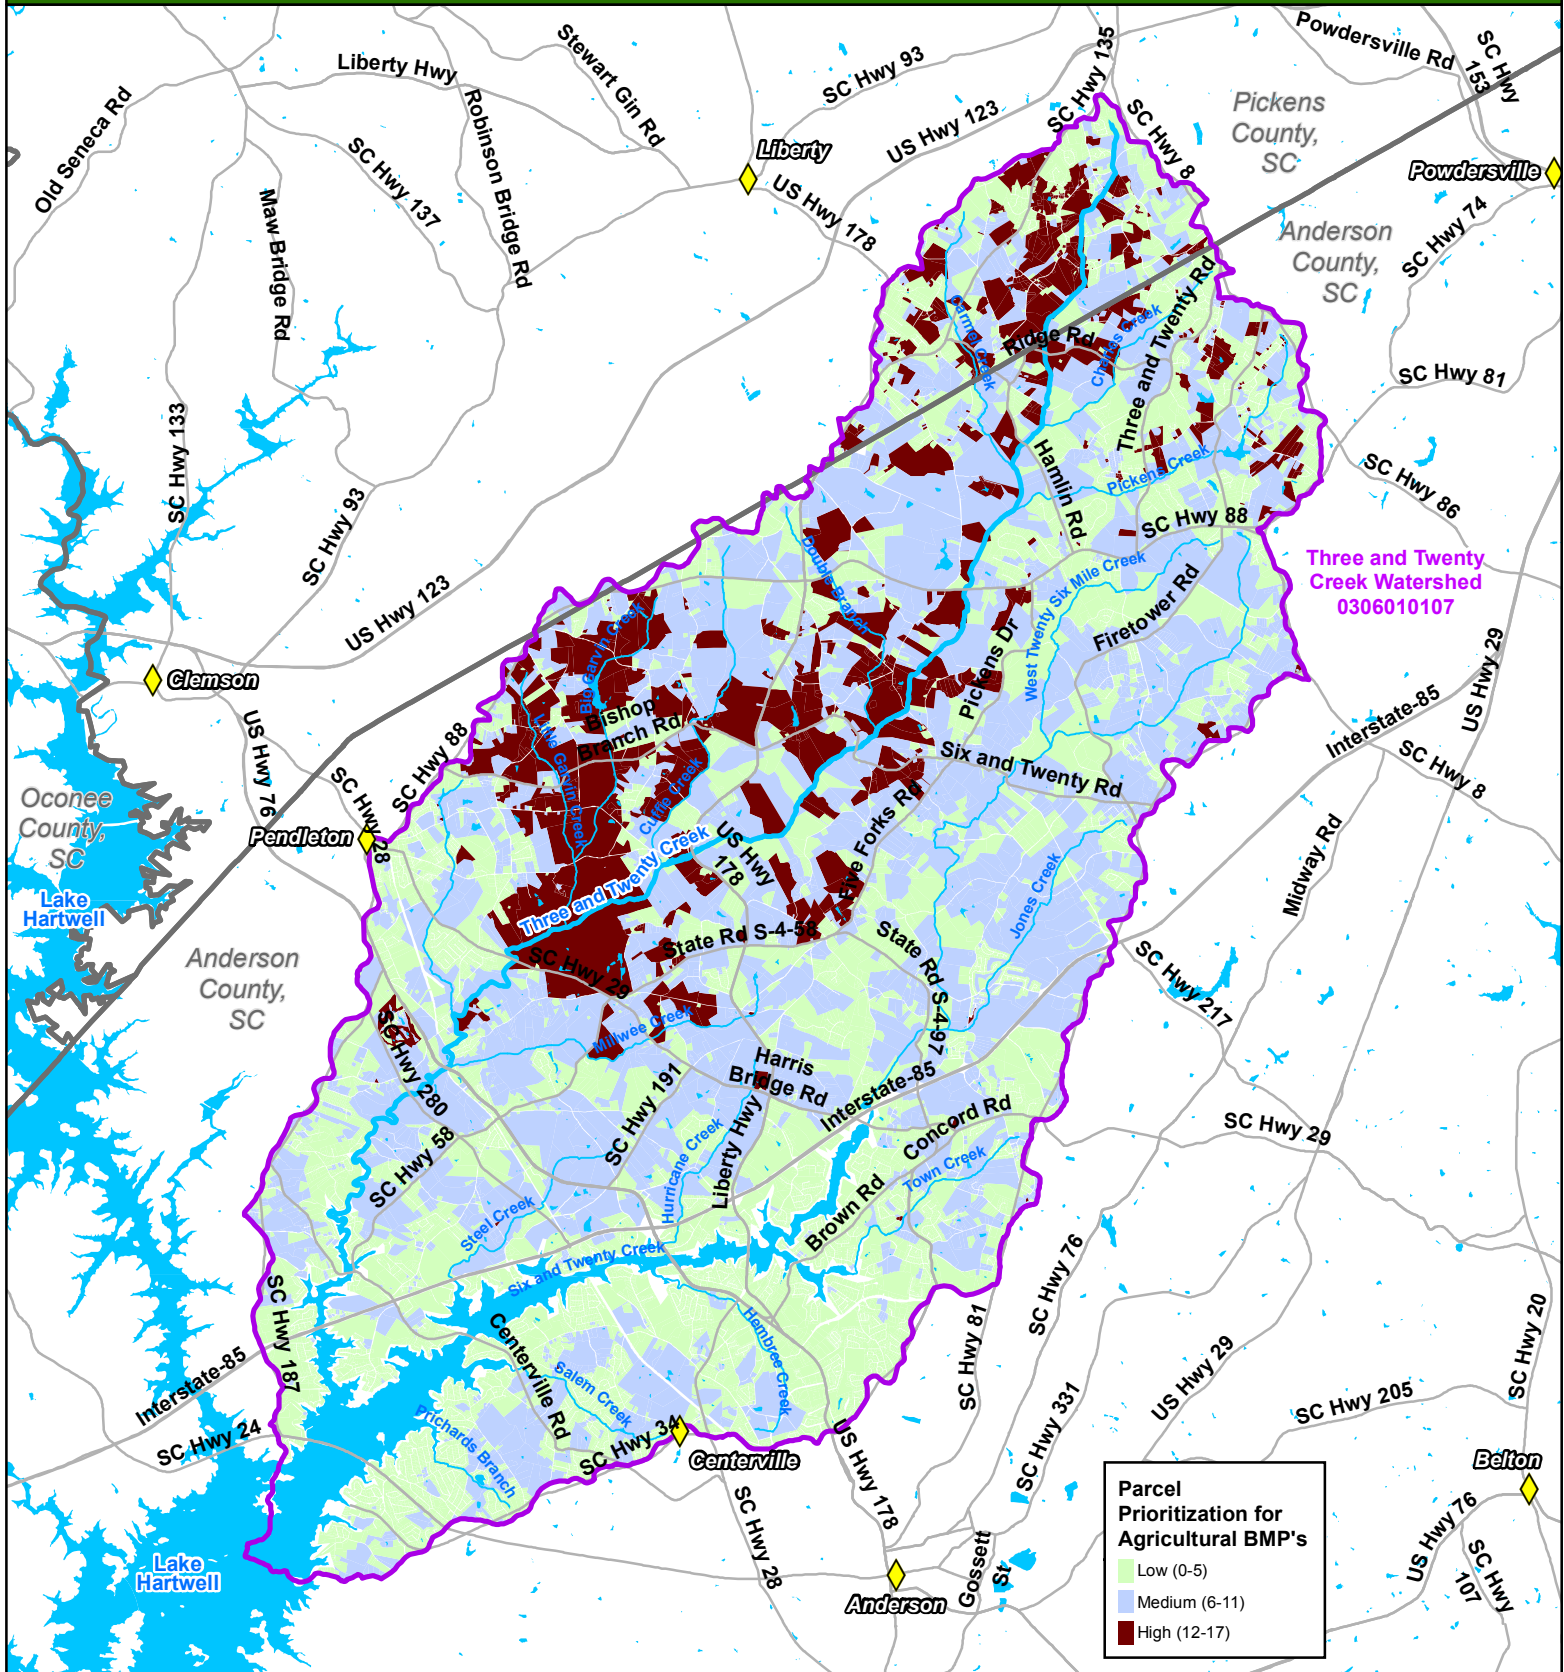 Powdersville Rd
SC Hwy
153
Stewart Gin Rd
Liberty Hwy
SC Hwy 93
SC Hwy 135
Old Seneca Rd
Robinson Bridge Rd
US Hwy 123
SC Hwy 8
Pickens
County,
SC
SC Hwy 137
Liberty
Powdersville
US Hwy 178
Maw Bridge Rd
Anderson
County,
SC
SC Hwy 74
Three and Twenty Rd
Carmel Creek
Charles Creek
Ridge Rd
SC Hwy 81
SC Hwy 133
Hamlin Rd
Pickens Creek
SC Hwy 86
SC Hwy 93
SC Hwy 88
Double Branch
Three and Twenty
Creek Watershed
0306010107
West Twenty Six Mile Creek
Firetower Rd
US Hwy 123
Big Garvin Creek
Pickens Dr
US Hwy 29
Clemson
Bishop
Branch Rd
Little Garvin Creek
Interstate-85
US Hwy 76
SC Hwy 88
Six and Twenty Rd
SC Hwy 8
SC Hwy 28
Cuffie Creek
Oconee
County,
SC
Pendleton
Three and Twenty Creek
US Hwy
178
Five Forks Rd
Midway Rd
Jones Creek
Lake
Hartwell
State Rd S-4-58
State Rd S-4-97
SC Hwy 29
SC Hwy 217
Anderson
County,
SC
SC Hwy 280
Millwee Creek
Harris
Bridge Rd
Interstate-85
SC Hwy 191
Concord Rd
SC Hwy 29
SC Hwy 58
Hurricane Creek
Liberty Hwy
Town Creek
Brown Rd
Steel Creek
Six and Twenty Creek
SC Hwy 76
SC Hwy 187
SC Hwy 81
SC Hwy 20
Centerville Rd
Hembree Creek
Interstate-85
Salem Creek
US Hwy 29
SC Hwy 331
SC Hwy 205
Prichards Branch
SC Hwy 24
SC Hwy 34
Centerville
US Hwy 178
Belton
SC Hwy 28
US Hwy 76
SC Hwy
107
Lake
Hartwell
Gossett
St
Anderson
Parcel
Prioritization for
Agricultural BMP's
Low (0-5)
Medium (6-11)
High (12-17)